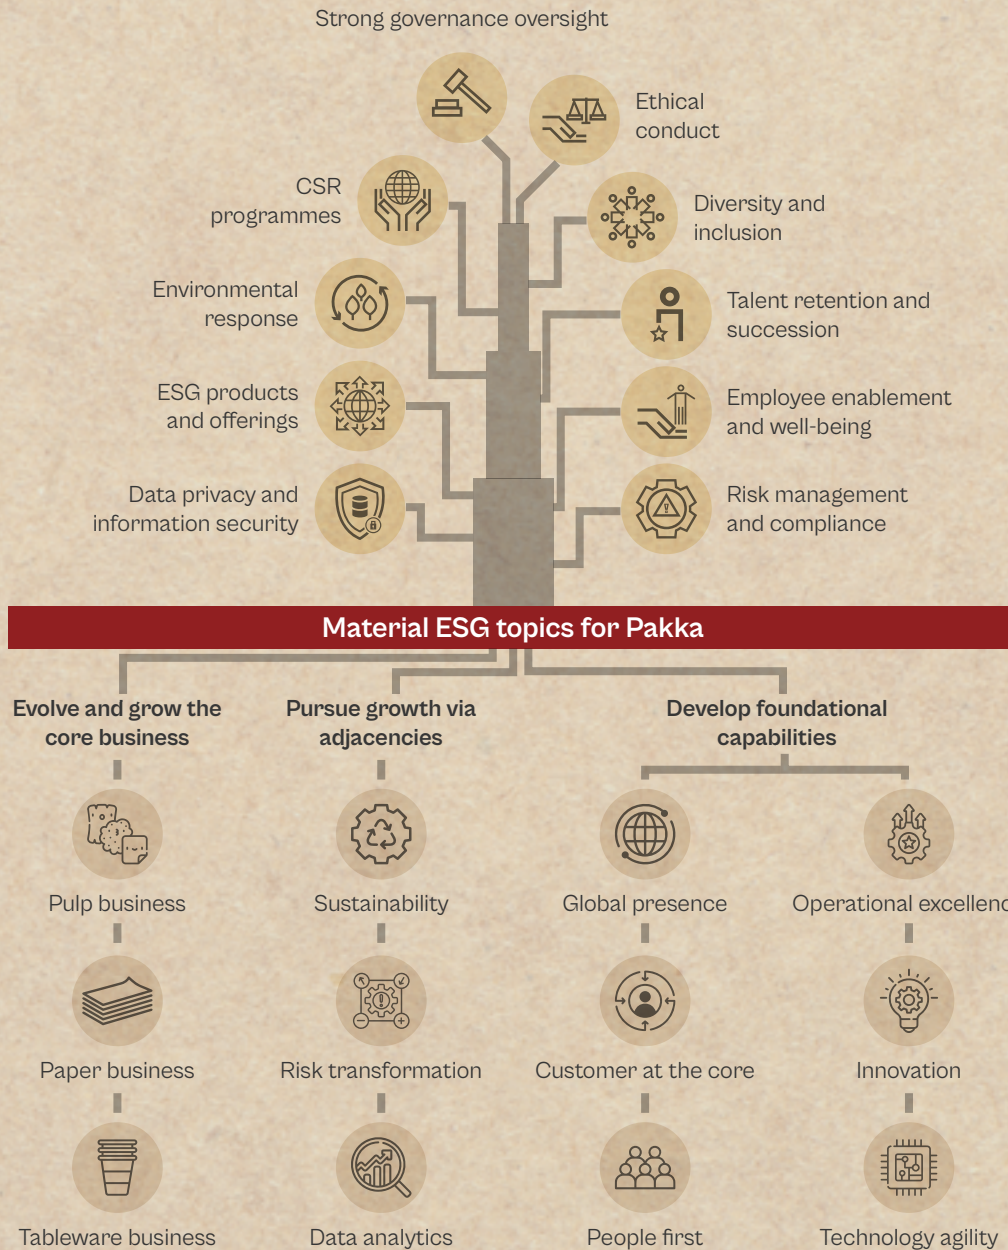 Strong governance oversight
Ethical
conduct
CSR
programmes
Diversity and
inclusion
Environmental
response
Talent retention and
succession
ESG products
and offerings
Employee enablement
and well-being
Data privacy and
information security
Risk management
and compliance
Material ESG topics for Pakka
Evolve and grow the
core business
Pursue growth via
adjacencies
Develop foundational
capabilities
Pulp business
Sustainability
Global presence
Operational excellenc
Paper business
Risk transformation
Customer at the core
Innovation
Tableware business
Data analytics
People first
Technology agility